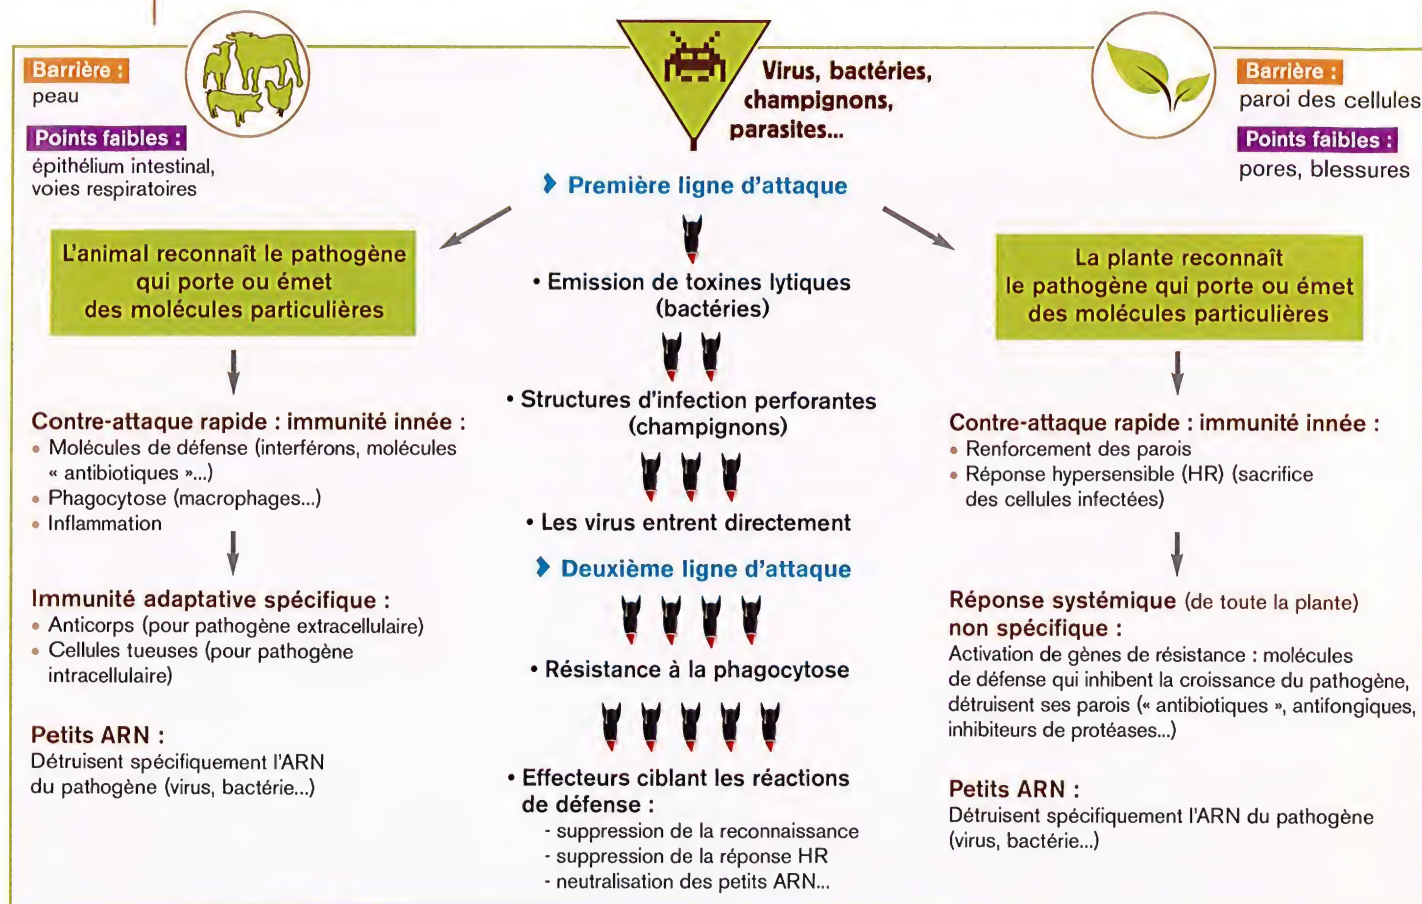 Barrière :
peau
Points faibles :
épithélium intestinal,
voies respiratoires
L'animal reconnaît le pathogène
qui porte ou émet
des molécules particulières
Contre-attaque rapide : immunité innée :
• Molécules de défense (interférons, molécules
« antibiotiques »...)
• Phagocytose (macrophages...)
• Inflammation
Immunité adaptative spécifique :
• Anticorps (pour pathogène extracellulaire)
• Cellules tueuses (pour pathogène
intracellulaire)
Petits ARN :
Détruisent spécifiquement l'ARN
du pathogène (virus, bactérie...)
Virus, bactéries,
champignons,
parasites...
Première ligne d'attaque
• Emission de toxines lytiques
(bactéries)
• Structures d'infection perforantes
(champignons)
• Les virus entrent directement
Deuxième ligne d'attaque
• Résistance à la phagocytose
• Effecteurs ciblant les réactions
de défense :
- suppression de la reconnaissance
- suppression de la réponse HR
- neutralisation des petits ARN...
Barrière :
paroi des cellules
Points faibles :
pores, blessures
La plante reconnaît
le pathogène qui porte ou émet
des molécules particulières
Contre-attaque rapide : immunité innée :
• Renforcement des parois
• Réponse hypersensible (HR) (sacrifice
des cellules infectées)
Réponse systémique (de toute la plante)
non spécifique :
Activation de gènes de résistance : molécules
de défense qui inhibent la croissance du pathogène,
détruisent ses parois (« antibiotiques », antifongiques,
inhibiteurs de protéases...)
Petits ARN :
Détruisent spécifiquement l'ARN du pathogène
(virus, bactérie...)